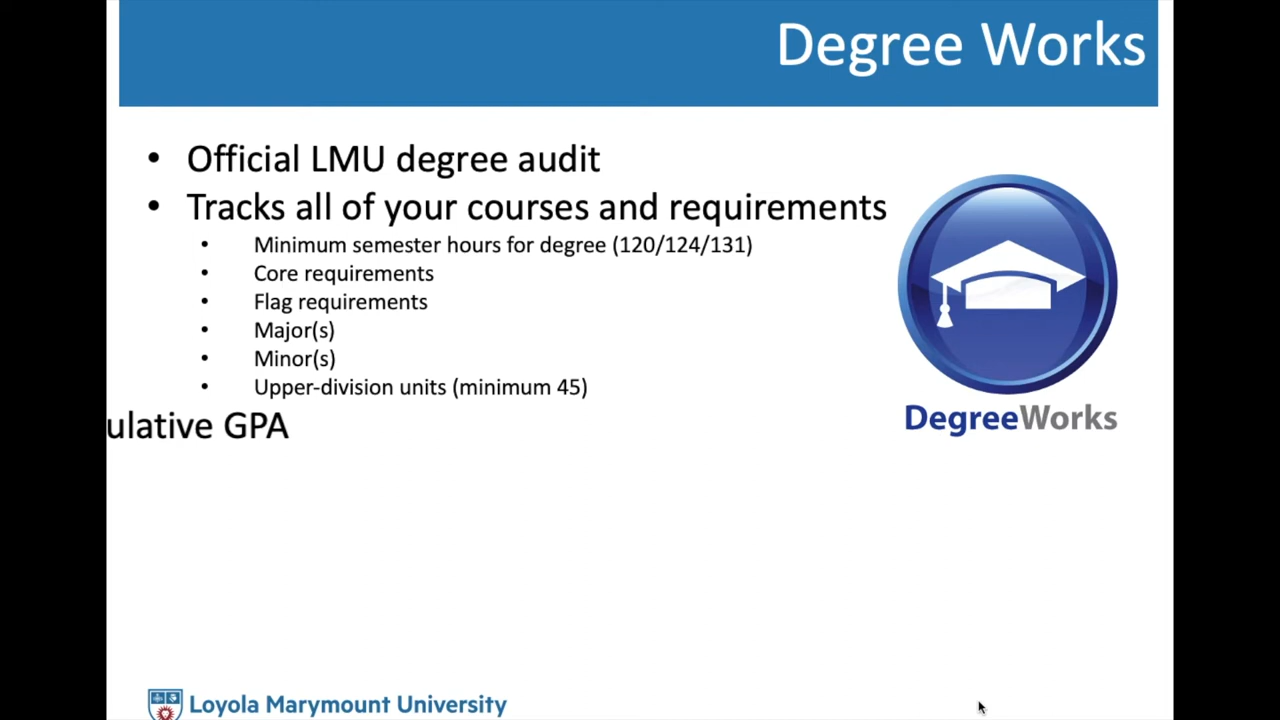 Degree Works
• Official LMU degree audit
• Tracks all of your courses and requirements
• Minimum semester hours for degree (120/124/131)
• Core requirements
• Flag requirements
• Major(s)
• Minor(s)
• Upper-division units (minimum 45)
ulative GPA
DegreeWorks
Loyola Marymount University